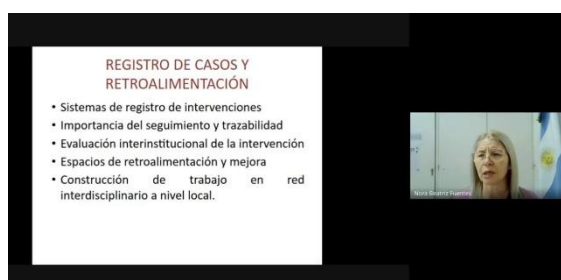 REGISTRO DE CASOS Y
RETROALIMENTACIÓN
• Sistemas de registro de intervenciones
• Importancia del seguimiento y trazabilidad
• Evaluación interinstitucional de la intervención
• Espacios de retroalimentación y mejora
• Construcción de trabajo en red
interdisciplinario a nivel local.
Nora Beatriz Fuentes